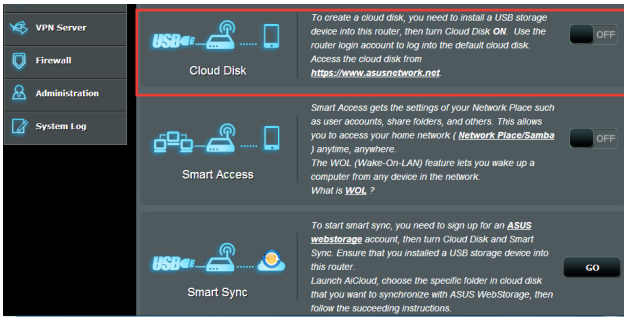 VPN Server
Firewall
Administration
System Log
USB
Cloud Disk
To create a cloud disk, you need to install a USB storage
device into this router, then turn Cloud Disk ON. Use the
router login account to log into the default cloud disk.
Access the cloud disk from
https://www.asusnetwork.net.
OFF
Smart Access
Smart Access gets the settings of your Network Place such
as user accounts, share folders, and others. This allows
you to access your home network ( Network Place/Samba
) anytime, anywhere.
The WOL (Wake-On-LAN) feature lets you wake up a
computer from any device in the network.
What is WOL ?
OFF
USB
Smart Sync
To start smart sync, you need to sign up for an ASUS
webstorage account, then turn Cloud Disk and Smart
Sync. Ensure that you installed a USB storage device into
this router.
Launch AiCloud, choose the specific folder in cloud disk
that you want to synchronize with ASUS WebStorage, then
follow the succeeding instructions.
GO